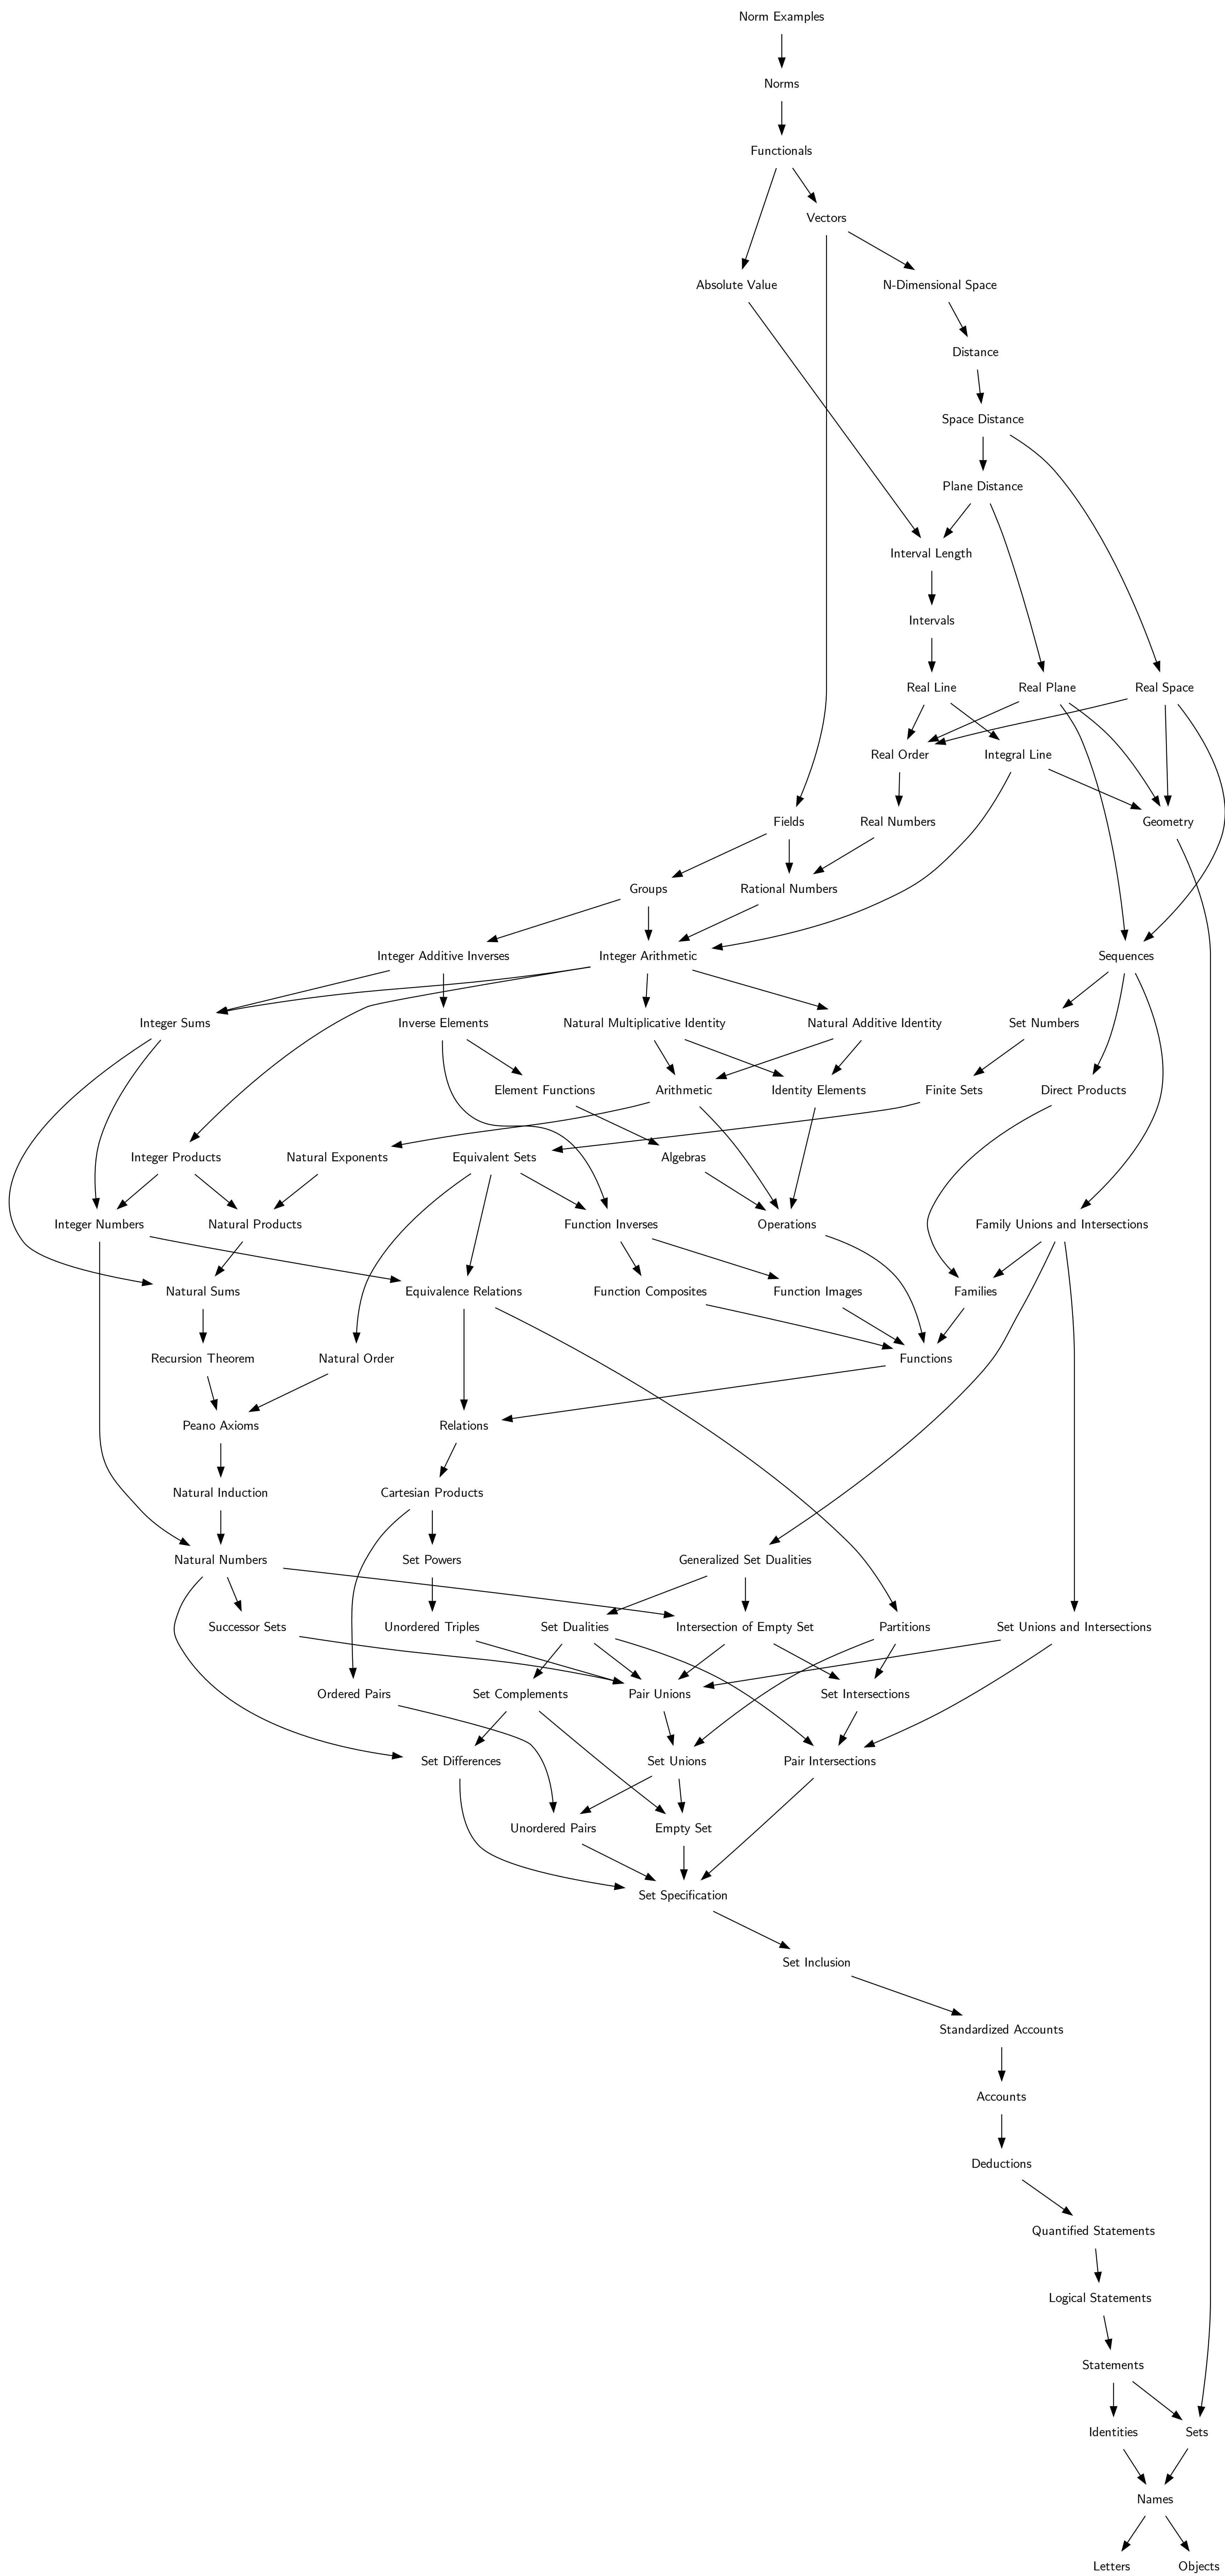 Norm Examples
Norms
Functionals
Vectors
Absolute Value
N-Dimensional Space
Distance
Space Distance
Plane Distance
Interval Length
Intervals
Real Line
Real Plane
Real Space
Real Order
Integral Line
Fields
Real Numbers
Geometry
Groups
Rational Numbers
Integer Additive Inverses
Integer Arithmetic
Sequences
Integer Sums
Inverse Elements
Natural Multiplicative Identity
Natural Additive Identity
Set Numbers
Element Functions
Arithmetic
Identity Elements
Finite Sets
Direct Products
Integer Products
Natural Exponents
Equivalent Sets
Algebras
Integer Numbers
Natural Products
Function Inverses
Operations
Family Unions and Intersections
Natural Sums
Equivalence Relations
Function Composites
Function Images
Families
Recursion Theorem
Natural Order
Functions
Peano Axioms
Relations
Natural Induction
Cartesian Products
Natural Numbers
Set Powers
Generalized Set Dualities
Successor Sets
Unordered Triples
Set Dualities
Intersection of Empty Set
Partitions
Set Unions and Intersections
Ordered Pairs
Set Complements
Pair Unions
Set Intersections
Set Differences
Set Unions
Pair Intersections
Unordered Pairs
Empty Set
Set Specification
Set Inclusion
Standardized Accounts
Accounts
Deductions
Quantified Statements
Logical Statements
Statements
Identities
Sets
Names
Letters
Objects